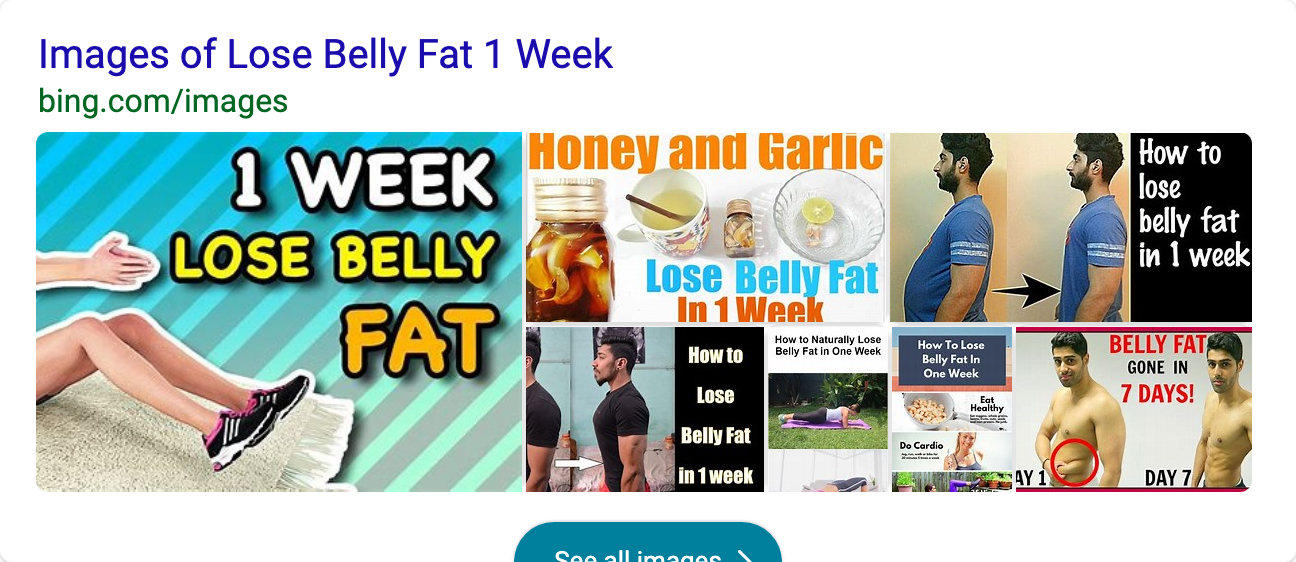 Images of Lose Belly Fat 1 Week
bing.com/images
1 WEEK
LOSE BELLY
FAT
Honey and Garlic
Lose Belly Fat
In 1 Week
How to
lose
belly fat
in 1 week
How to
Lose
Belly Fat
in 1 week
How to Naturally Lose
Belly Fat in One Week
How To Lose
Belly Fat In
One Week
Eat
Healthy
Do Cardio
BELLY FAT
GONE IN
7 DAYS!
AY 1
DAY 7
See all images